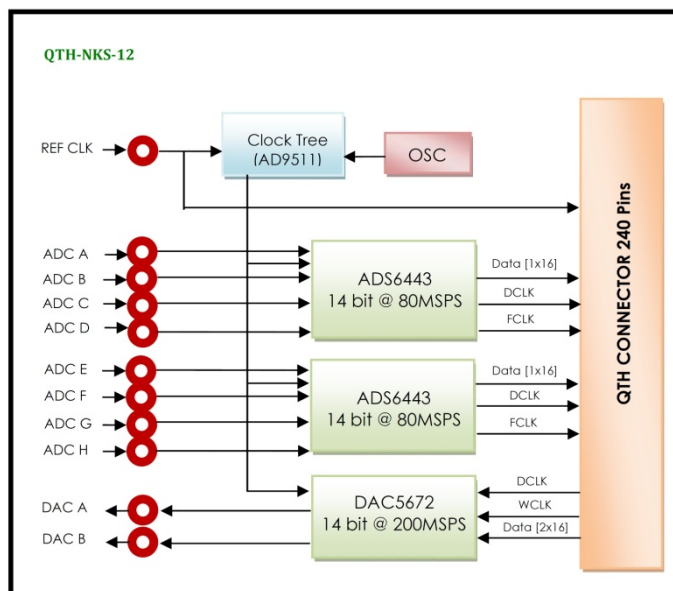 QTH-NKS-12
REF CLK
Clock Tree
(AD9511)
OSC
ADC A
ADC B
ADC C
ADC D
ADS6443
14 bit @ 80MSPS
Data [1x16]
DCLK
FCLK
ADC E
ADC F
ADC G
ADC H
ADS6443
14 bit @ 80MSPS
Data [1x16]
DCLK
FCLK
DAC A
DAC B
DAC5672
14 bit @ 200MSPS
DCLK
WCLK
Data [2x16]
QTH CONNECTOR 240 Pins